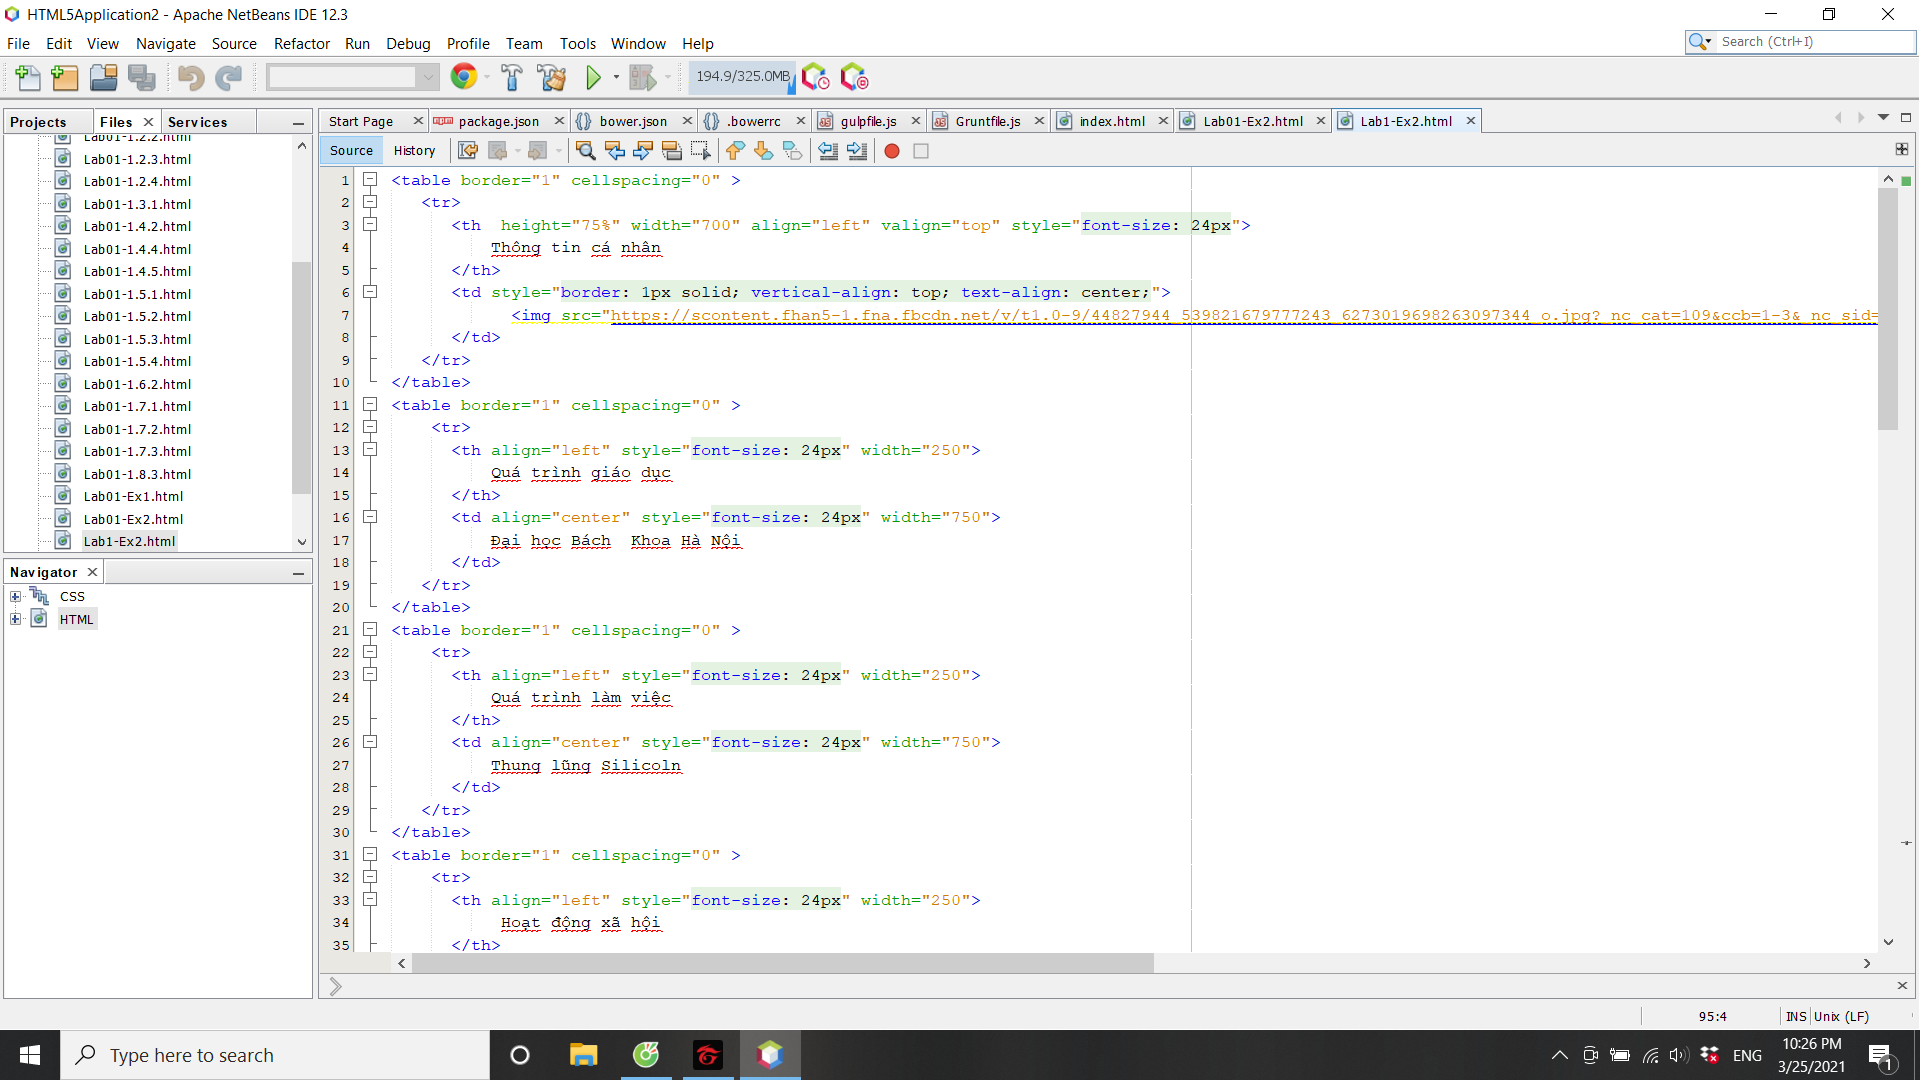 HTML5Application2 - Apache NetBeans IDE 12.3
File Edit View Navigate Source Refactor Run Debug Profile Team Tools Window Help
Search (Ctrl+I)
194.9/325.0MB
Projects Files Services
Start Page package.json bower.json .bowerrc gulpfile.js Gruntfile.js index.html Lab01-Ex2.html Lab1-Ex2.html
Source History
Lab01-1.2.2.html
Lab01-1.2.3.html
Lab01-1.2.4.html
Lab01-1.3.1.html
Lab01-1.4.2.html
Lab01-1.4.4.html
Lab01-1.4.5.html
Lab01-1.5.1.html
Lab01-1.5.2.html
Lab01-1.5.3.html
Lab01-1.5.4.html
Lab01-1.6.2.html
Lab01-1.7.1.html
Lab01-1.7.2.html
Lab01-1.7.3.html
Lab01-1.8.3.html
Lab01-Ex1.html
Lab01-Ex2.html
Lab1-Ex2.html
Navigator
CSS
HTML
1 <table border="1" cellspacing="0" >
2 <tr>
3 <th  height="75%" width="700" align="left" valign="top" style="font-size: 24px">
4 Thông tin cá nhân
5 </th>
6 <td style="border: 1px solid; vertical-align: top; text-align: center;">
7 <img src="https://scontent.fhan5-1.fna.fbcdn.net/v/t1.0-9/44827944_539821679777243_6273019698263097344_o.jpg?_nc_cat=109&ccb=1-3&_nc_sid=
8 </td>
9 </tr>
10 </table>
11 <table border="1" cellspacing="0" >
12 <tr>
13 <th align="left" style="font-size: 24px" width="250">
14 Quá trình giáo dục
15 </th>
16 <td align="center" style="font-size: 24px" width="750">
17 Đại học Bách  Khoa Hà Nội
18 </td>
19 </tr>
20 </table>
21 <table border="1" cellspacing="0" >
22 <tr>
23 <th align="left" style="font-size: 24px" width="250">
24 Quá trình làm việc
25 </th>
26 <td align="center" style="font-size: 24px" width="750">
27 Thung lũng Silicoln
28 </td>
29 </tr>
30 </table>
31 <table border="1" cellspacing="0" >
32 <tr>
33 <th align="left" style="font-size: 24px" width="250">
34 Hoạt động xã hội
35 </th>
95:4 INS Unix (LF)
Type here to search
ENG
10:26 PM
3/25/2021
1